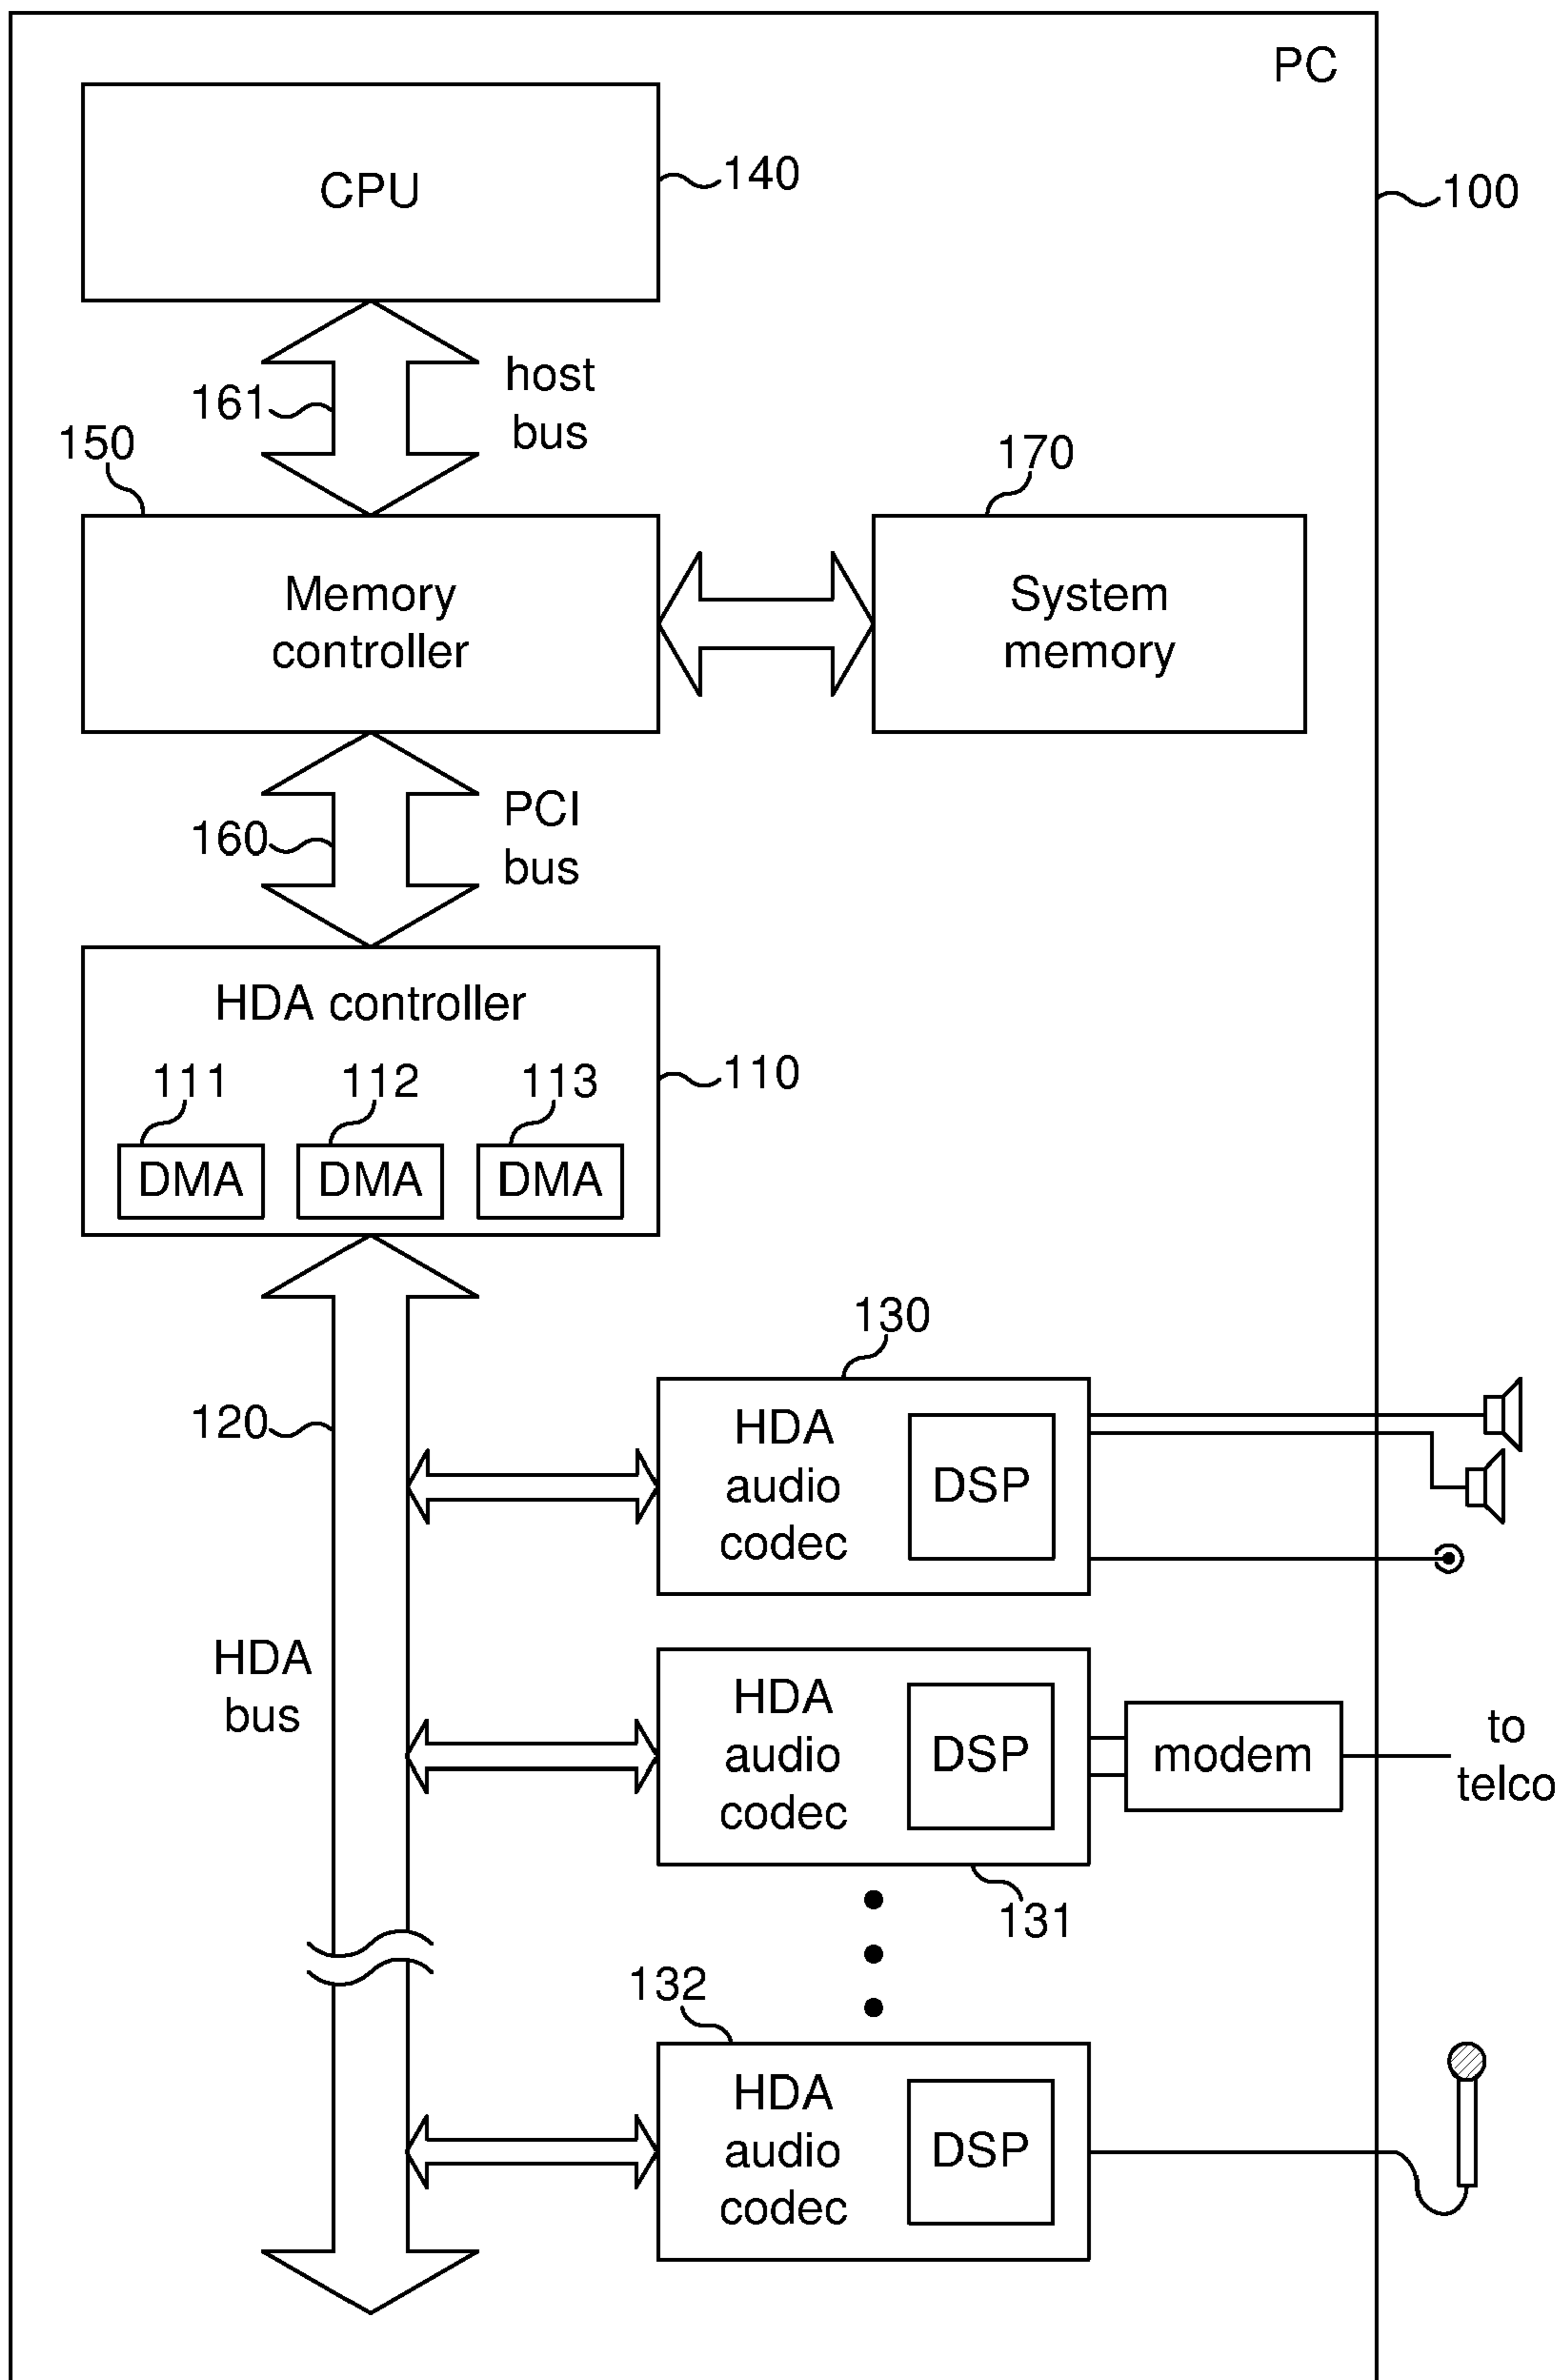 PC
CPU
140
100
161
host
bus
150
170
Memory
controller
System
memory
160
PCI
bus
HDA controller
110
111
112
113
DMA
DMA
DMA
130
120
HDA
audio
codec
DSP
HDA
bus
HDA
audio
codec
DSP
modem
to
telco
131
132
HDA
audio
codec
DSP